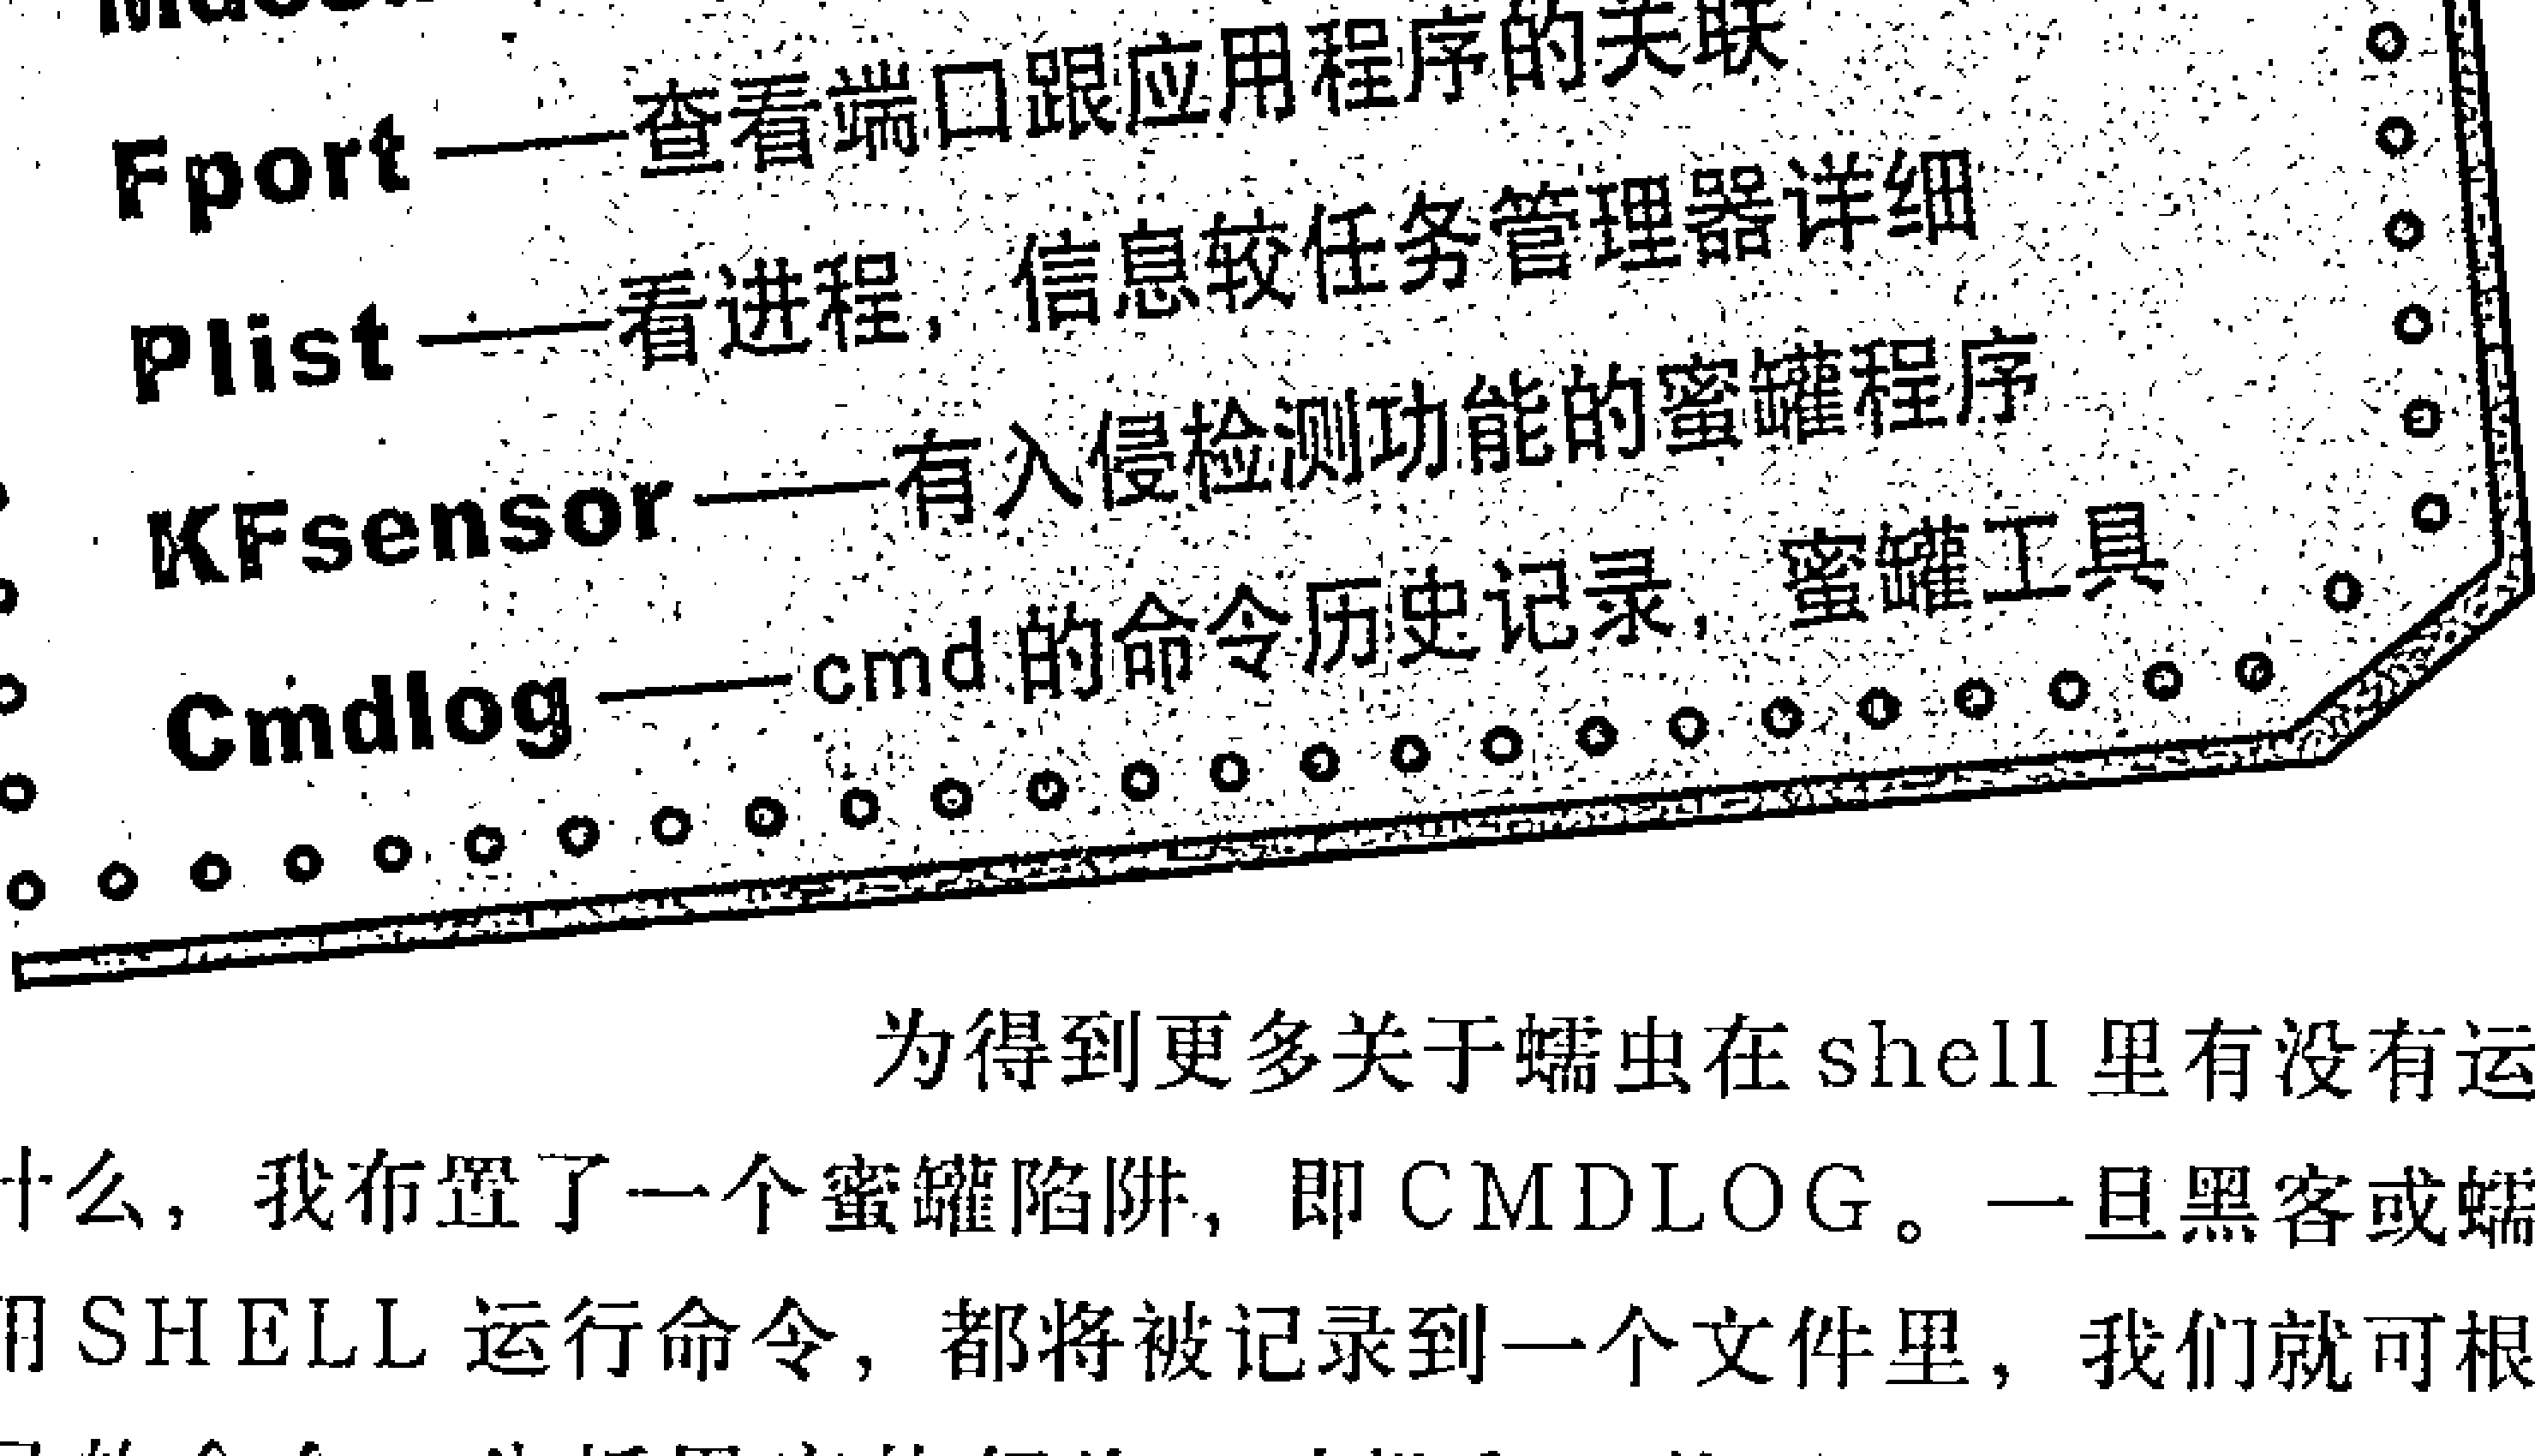 Fport——查看端口跟应用程序的关联
Plist——看进程，信息较任务管理器详细
KFsensor——有入侵检测功能的蜜罐程序
Cmdlog——cmd的命令历史记录，蜜罐工具
为得到更多关于蠕虫在shell里有没有运
什么，我布置了一个蜜罐陷阱，即CMDLOG。一旦黑客或蠕
用SHELL运行命令，都将被记录到一个文件里，我们就可根